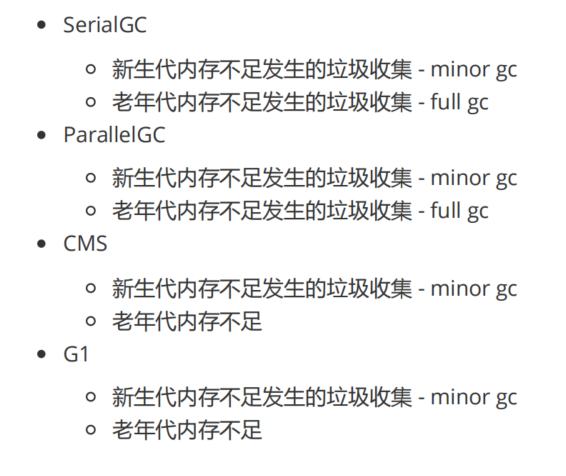 SerialGC
新生代内存不足发生的垃圾收集 - minor gc
老年代内存不足发生的垃圾收集 - full gc
ParallelGC
新生代内存不足发生的垃圾收集 - minor gc
老年代内存不足发生的垃圾收集 - full gc
CMS
新生代内存不足发生的垃圾收集 - minor gc
老年代内存不足
G1
新生代内存不足发生的垃圾收集 - minor gc
老年代内存不足